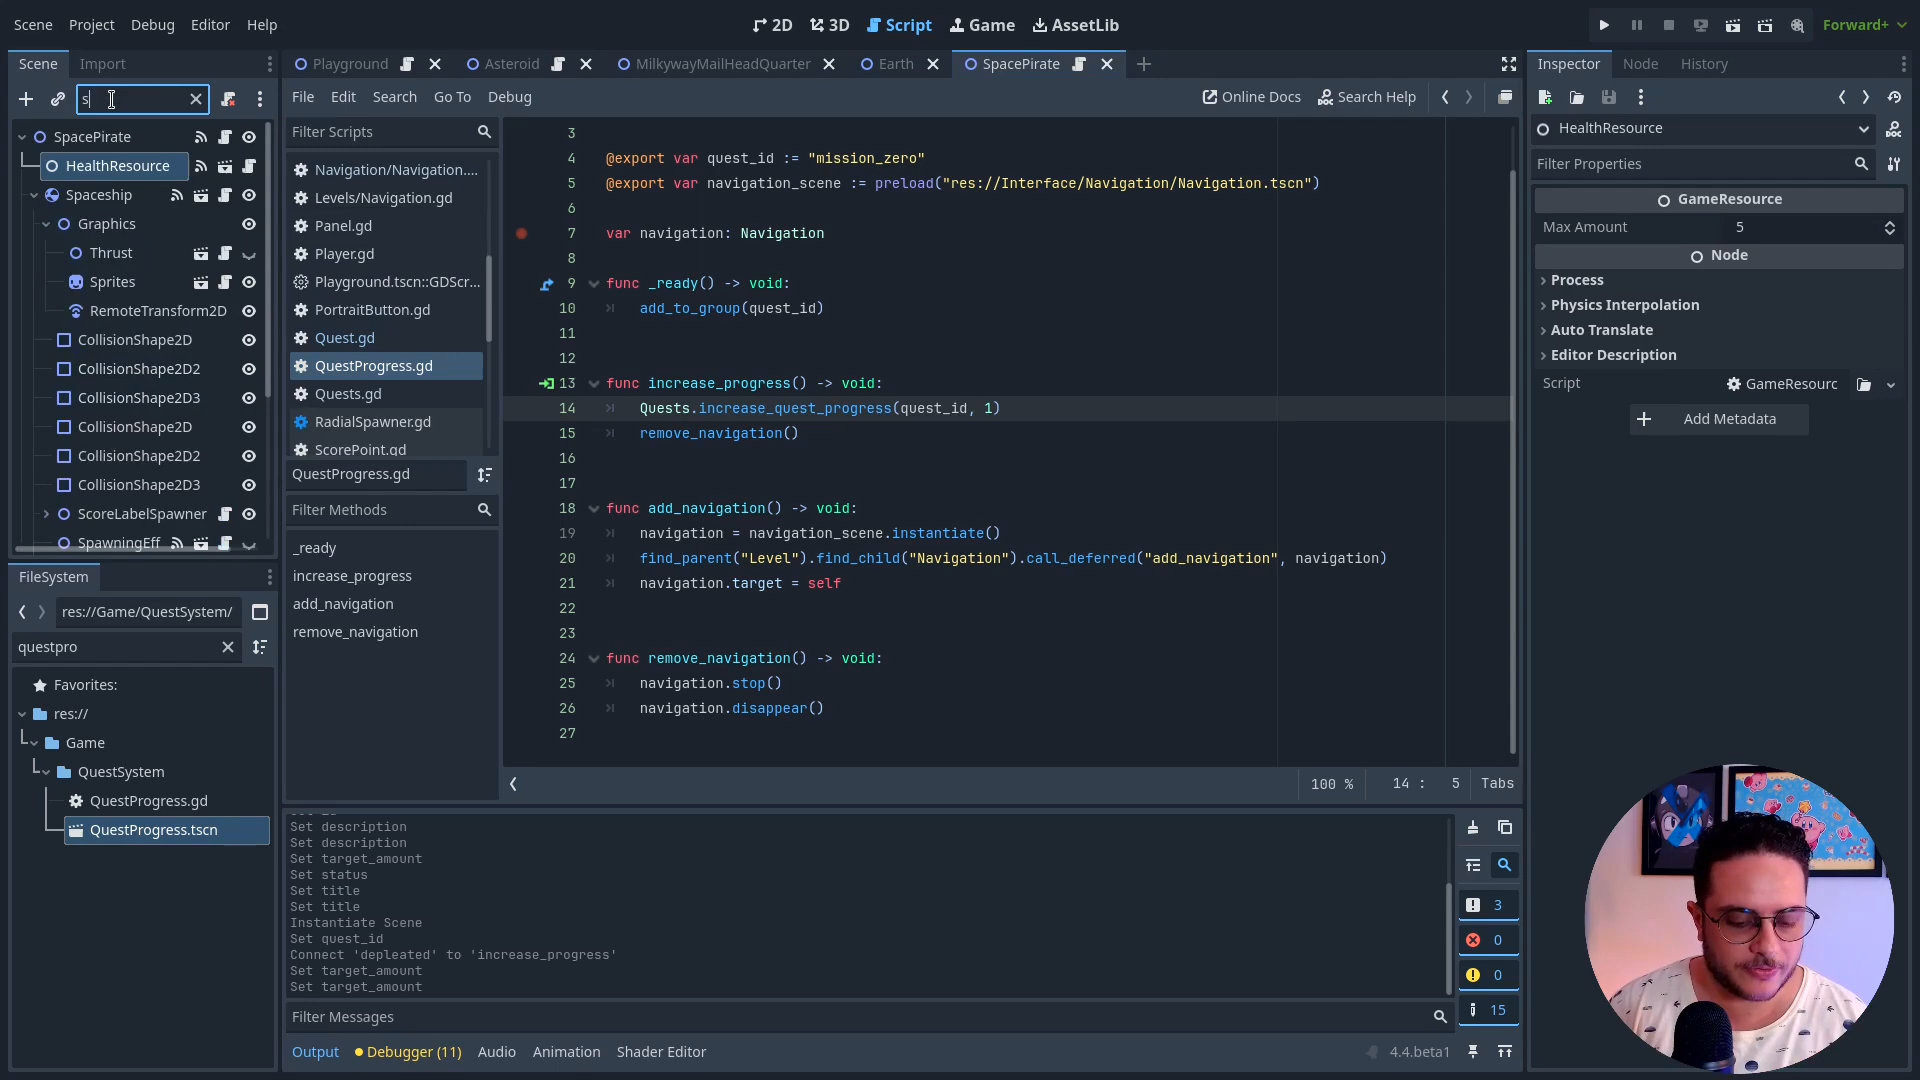 Scene Project Debug Editor Help 2D 3D Script Game AssetLib Forward+
Scene Import Playground Asteroid MilkywayMailHeadQuarter Earth SpacePirate Inspector Node History
s File Edit Search Go To Debug Online Docs Search Help
SpacePirate
HealthResource
Spaceship
Graphics
Thrust
Sprites
RemoteTransform2D
CollisionShape2D
CollisionShape2D2
CollisionShape2D3
CollisionShape2D
CollisionShape2D2
CollisionShape2D3
ScoreLabelSpawner
SpawningEff
FileSystem
res://Game/QuestSystem/
questpro
Favorites:
res://
Game
QuestSystem
QuestProgress.gd
QuestProgress.tscn
Filter Scripts
Navigation/Navigation....
Levels/Navigation.gd
Panel.gd
Player.gd
Playground.tscn::GDScr...
PortraitButton.gd
Quest.gd
QuestProgress.gd
Quests.gd
RadialSpawner.gd
ScorePoint.gd
QuestProgress.gd
Filter Methods
_ready
increase_progress
add_navigation
remove_navigation
3
4 @export var quest_id := "mission_zero"
5 @export var navigation_scene := preload("res://Interface/Navigation/Navigation.tscn")
6
7 var navigation: Navigation
8
9 func _ready() -> void:
10 add_to_group(quest_id)
11
12
13 func increase_progress() -> void:
14 Quests.increase_quest_progress(quest_id, 1)
15 remove_navigation()
16
17
18 func add_navigation() -> void:
19 navigation = navigation_scene.instantiate()
20 find_parent("Level").find_child("Navigation").call_deferred("add_navigation", navigation)
21 navigation.target = self
22
23
24 func remove_navigation() -> void:
25 navigation.stop()
26 navigation.disappear()
27
100 % 14 : 5 Tabs
Set description
Set description
Set target_amount
Set status
Set title
Set title
Instantiate Scene
Set quest_id
Connect 'depleated' to 'increase_progress'
Set target_amount
Set target_amount
3
0
0
15
Filter Messages
Output Debugger (11) Audio Animation Shader Editor 4.4.beta1
HealthResource
Filter Properties
GameResource
Max Amount 5
Node
Process
Physics Interpolation
Auto Translate
Editor Description
Script GameResourc
Add Metadata